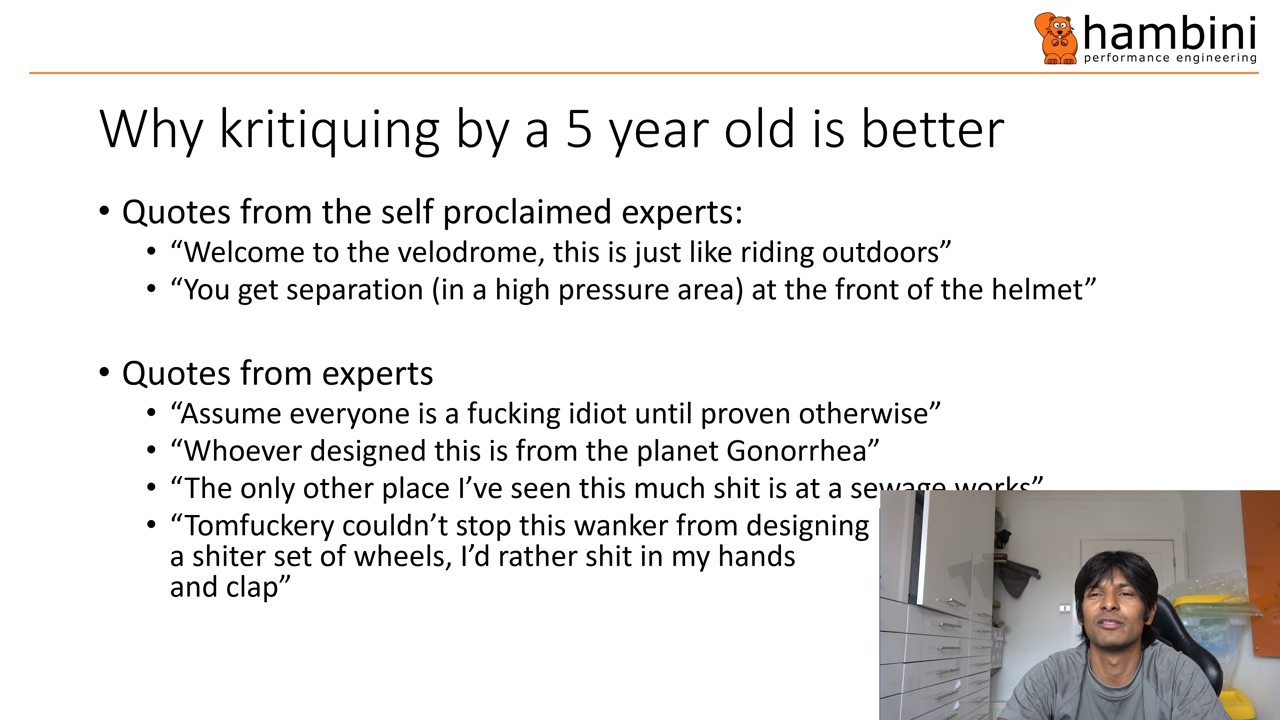 hambini
performance engineering
Why kritiquing by a 5 year old is better
• Quotes from the self proclaimed experts:
• “Welcome to the velodrome, this is just like riding outdoors”
• “You get separation (in a high pressure area) at the front of the helmet”
• Quotes from experts
• “Assume everyone is a fucking idiot until proven otherwise”
• “Whoever designed this is from the planet Gonorrhea”
• “The only other place I’ve seen this much shit is at a sewage works”
• “Tomfuckery couldn’t stop this wanker from designing
a shiter set of wheels, I’d rather shit in my hands
and clap”